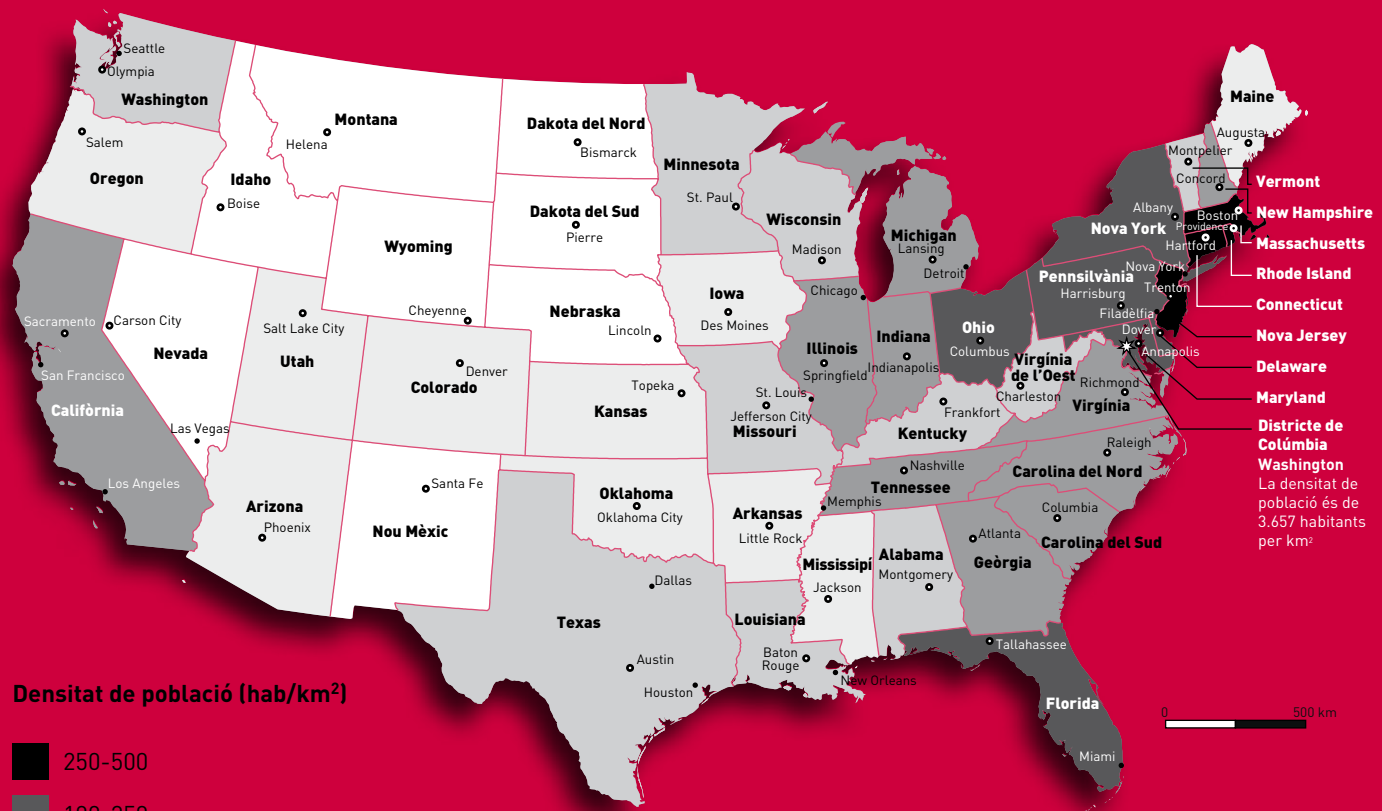 Seattle
Olympia
Washington
Salem
Oregon
Montana
Helena
Idaho
Boise
Wyoming
Cheyenne
Dakota del Nord
Bismarck
Dakota del Sud
Pierre
Nebraska
Lincoln
Minnesota
St. Paul
Wisconsin
Madison
Michigan
Lansing
Detroit
Iowa
Des Moines
Chicago
Illinois
Springfield
Indiana
Indianapolis
Ohio
Columbus
Sacramento
San Francisco
Califòrnia
Los Angeles
Carson City
Nevada
Las Vegas
Salt Lake City
Utah
Denver
Colorado
Topeka
Kansas
St. Louis
Jefferson City
Missouri
Frankfort
Kentucky
Virgínia
de l'Oest
Charleston
Richmond
Virgínia
Arizona
Phoenix
Santa Fe
Nou Mèxic
Oklahoma
Oklahoma City
Arkansas
Little Rock
Nashville
Tennessee
Memphis
Raleigh
Carolina del Nord
Columbia
Carolina del Sud
Atlanta
Geòrgia
Alabama
Montgomery
Mississipí
Jackson
Louisiana
Baton
Rouge
New Orleans
Dallas
Texas
Austin
Houston
Tallahassee
Florida
Miami
Maine
Augusta
Montpelier
Concord
Albany
Nova York
Boston
Providence
Hartford
Nova York
Pennsilvània
Harrisburg
Trenton
Filadèlfia
Dover
Annapolis
Vermont
New Hampshire
Massachusetts
Rhode Island
Connecticut
Nova Jersey
Delaware
Maryland
Districte de
Colúmbia
Washington
La densitat de
població és de
3.657 habitants
per km²
0 500 km
Densitat de població (hab/km²)
250-500